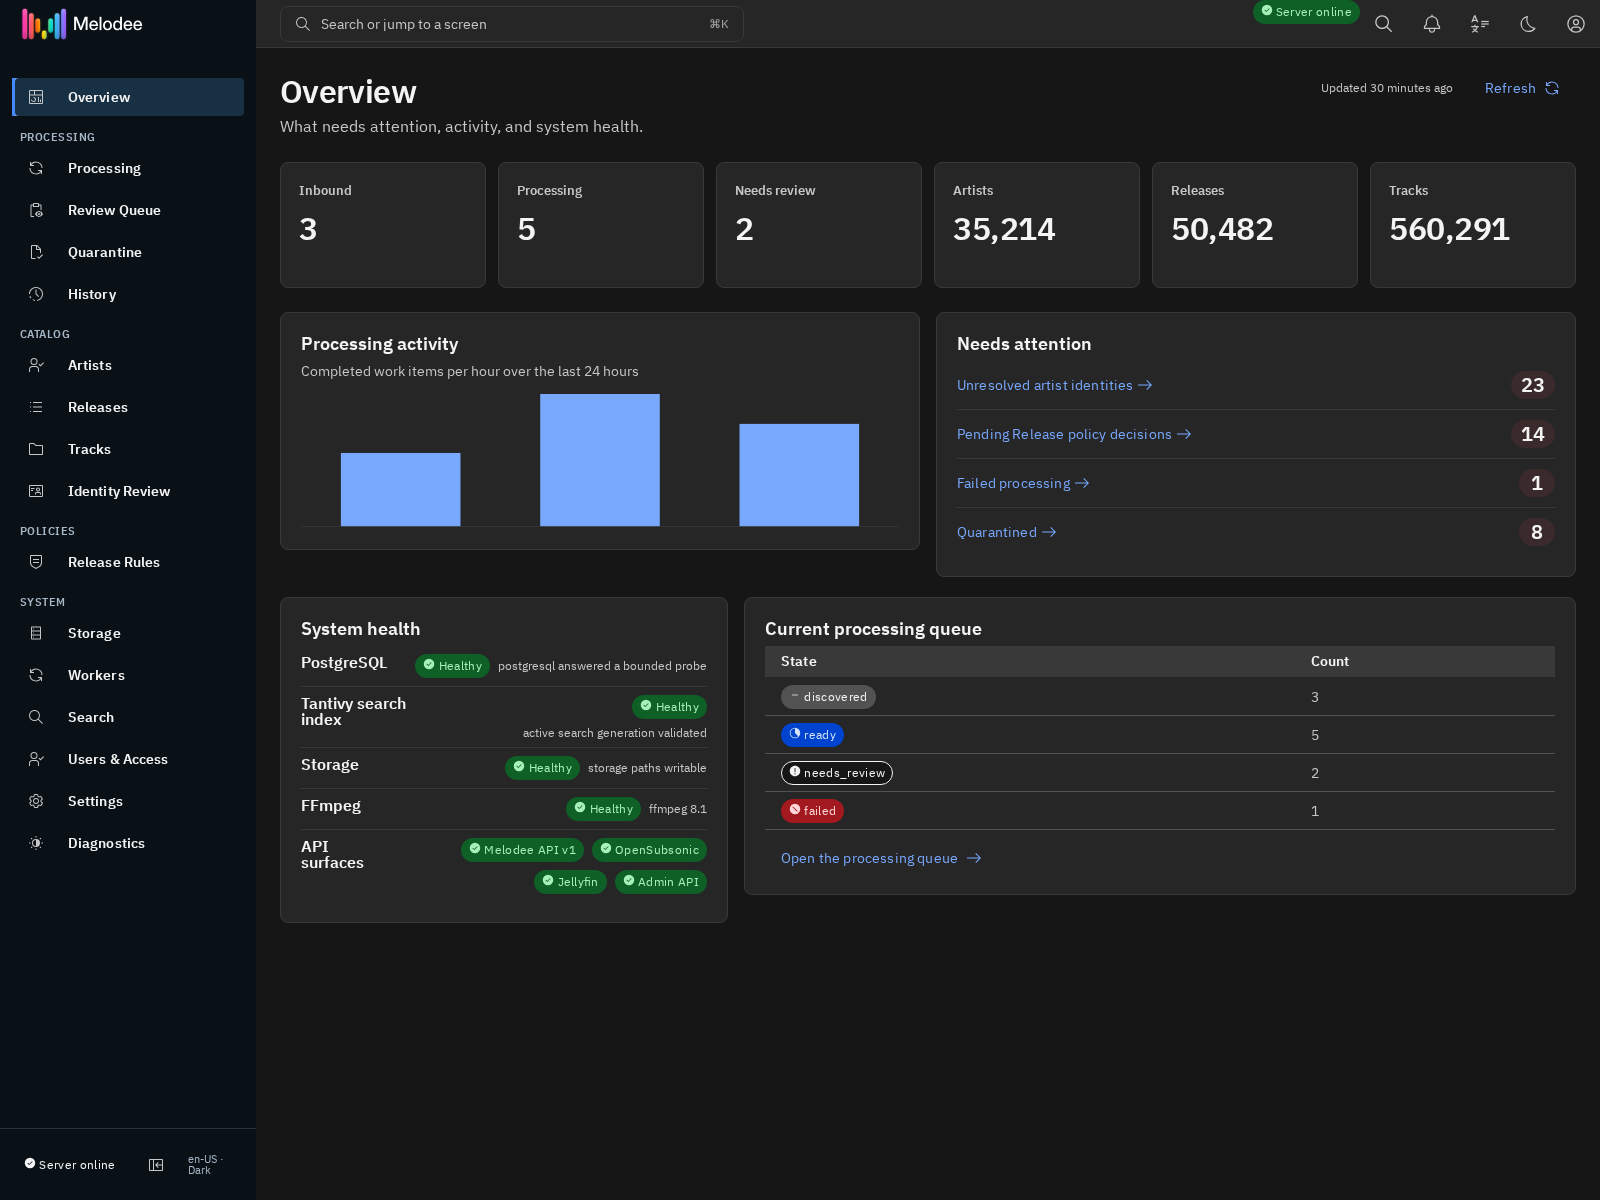 Melodee
Search or jump to a screen
⌘K
Server online
Overview
PROCESSING
Processing
Review Queue
Quarantine
History
CATALOG
Artists
Releases
Tracks
Identity Review
POLICIES
Release Rules
SYSTEM
Storage
Workers
Search
Users & Access
Settings
Diagnostics
Server online
en-US ·
Dark
Overview
Updated 30 minutes ago
Refresh
What needs attention, activity, and system health.
Inbound
3
Processing
5
Needs review
2
Artists
35,214
Releases
50,482
Tracks
560,291
Processing activity
Completed work items per hour over the last 24 hours
Needs attention
Unresolved artist identities
23
Pending Release policy decisions
14
Failed processing
1
Quarantined
8
System health
PostgreSQL
Healthy
postgresql answered a bounded probe
Tantivy search
index
Healthy
active search generation validated
Storage
Healthy
storage paths writable
FFmpeg
Healthy
ffmpeg 8.1
API
surfaces
Melodee API v1
OpenSubsonic
Jellyfin
Admin API
Current processing queue
State
Count
discovered
3
ready
5
needs_review
2
failed
1
Open the processing queue